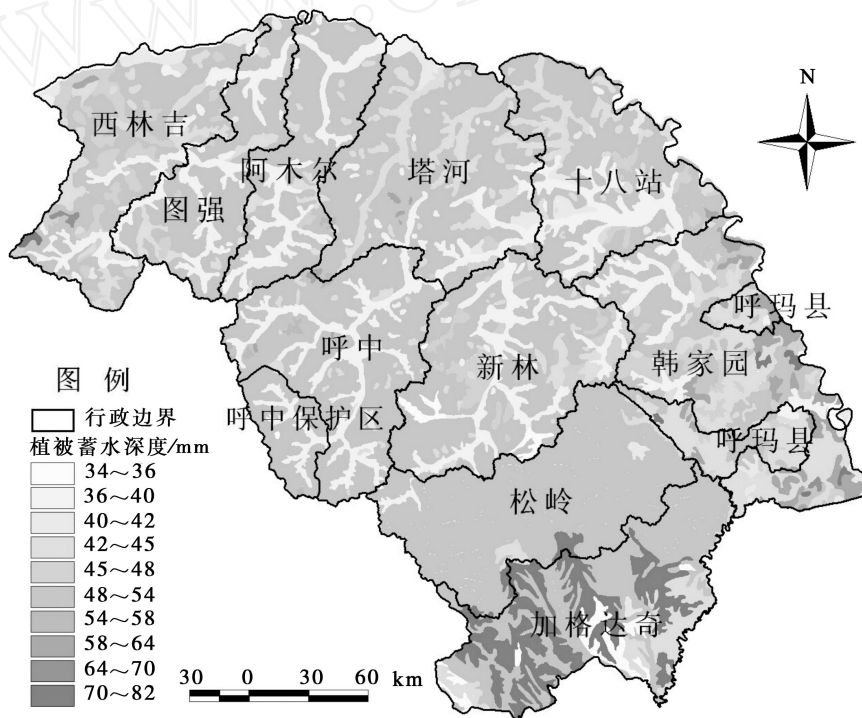 N
西林吉
阿木尔
图强
塔河
十八站
呼玛县
呼中
新林
韩家园
呼中保护区
呼玛县
松岭
加格达奇
图 例
行政边界
植被蓄水深度/mm
34～36
36～40
40～42
42～45
45～48
48～54
54～58
58～64
64～70
70～82
30 0 30 60 km